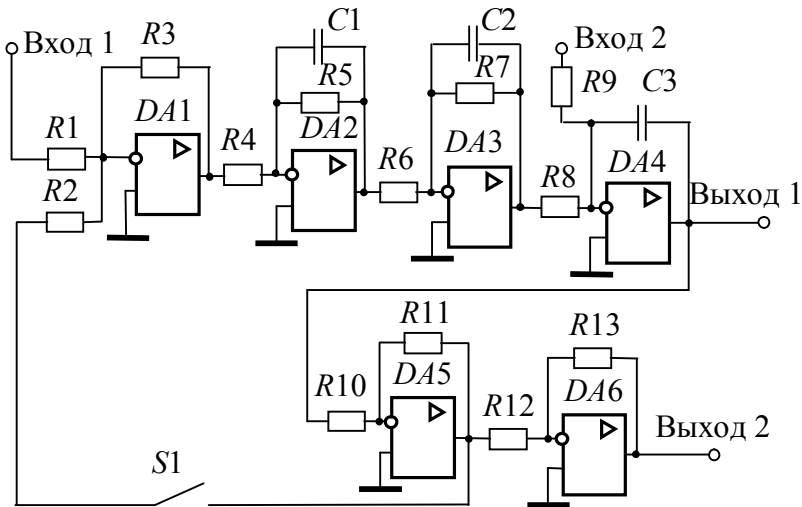 Вход 1
R3
C1
C2
Вход 2
R1
DA1
R4
R5
DA2
R6
R7
DA3
R8
R9
C3
DA4
R2
Выход 1
R11
R13
R10
DA5
R12
DA6
Выход 2
S1